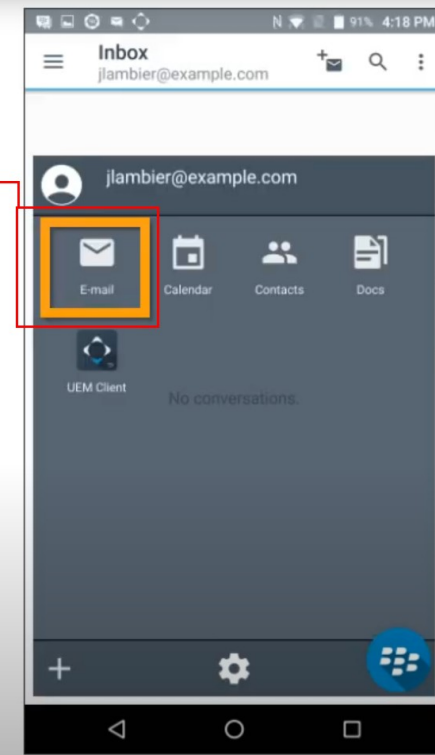 N 91% 4:18 PM
Inbox
jlambier@example.com
jlambier@example.com
E-mail Calendar Contacts Docs
UEM Client
No conversations.